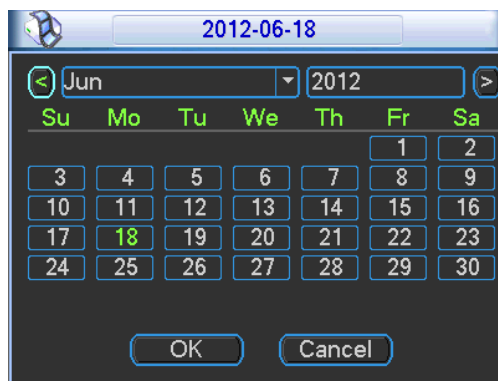 2012-06-18
< Jun 2012 >
Su Mo Tu We Th Fr Sa
1 2
3 4 5 6 7 8 9
10 11 12 13 14 15 16
17 18 19 20 21 22 23
24 25 26 27 28 29 30
OK Cancel